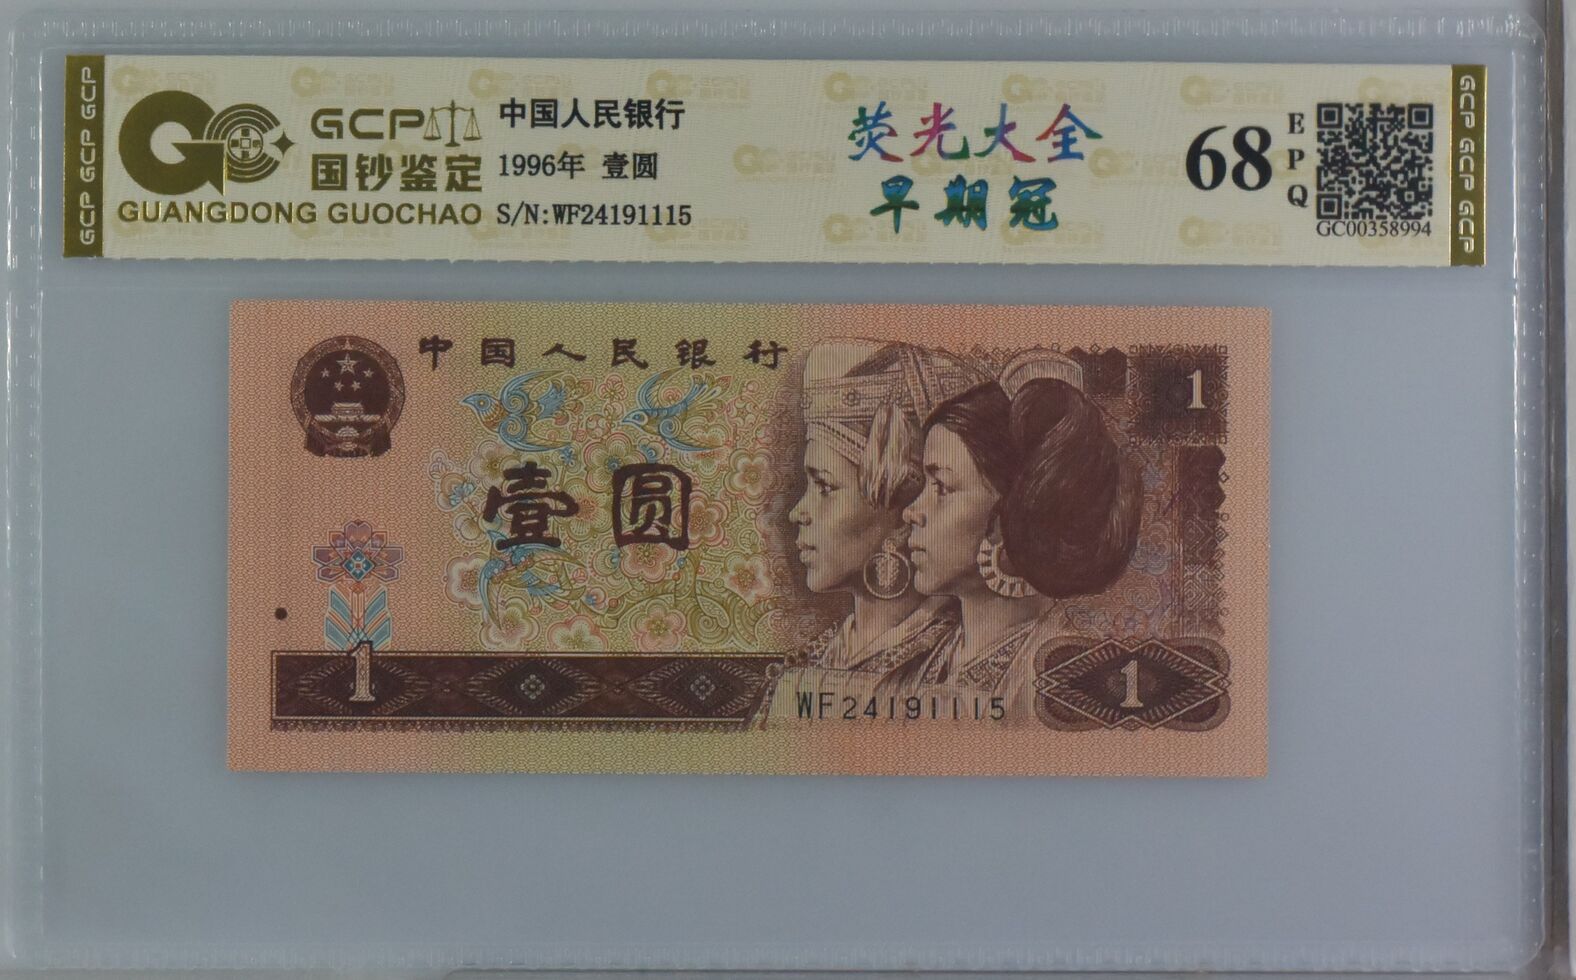 GCP GCP GCP
GCP
国钞鉴定
GUANGDONG GUOCHAO
中国人民银行
1996年 壹圆
S/N:WF24191115
荧光大全
早期冠
68
EPQ
GC00358994
GCP GCP GCP
中国人民银行
1
壹圆
1
WF24191115
1